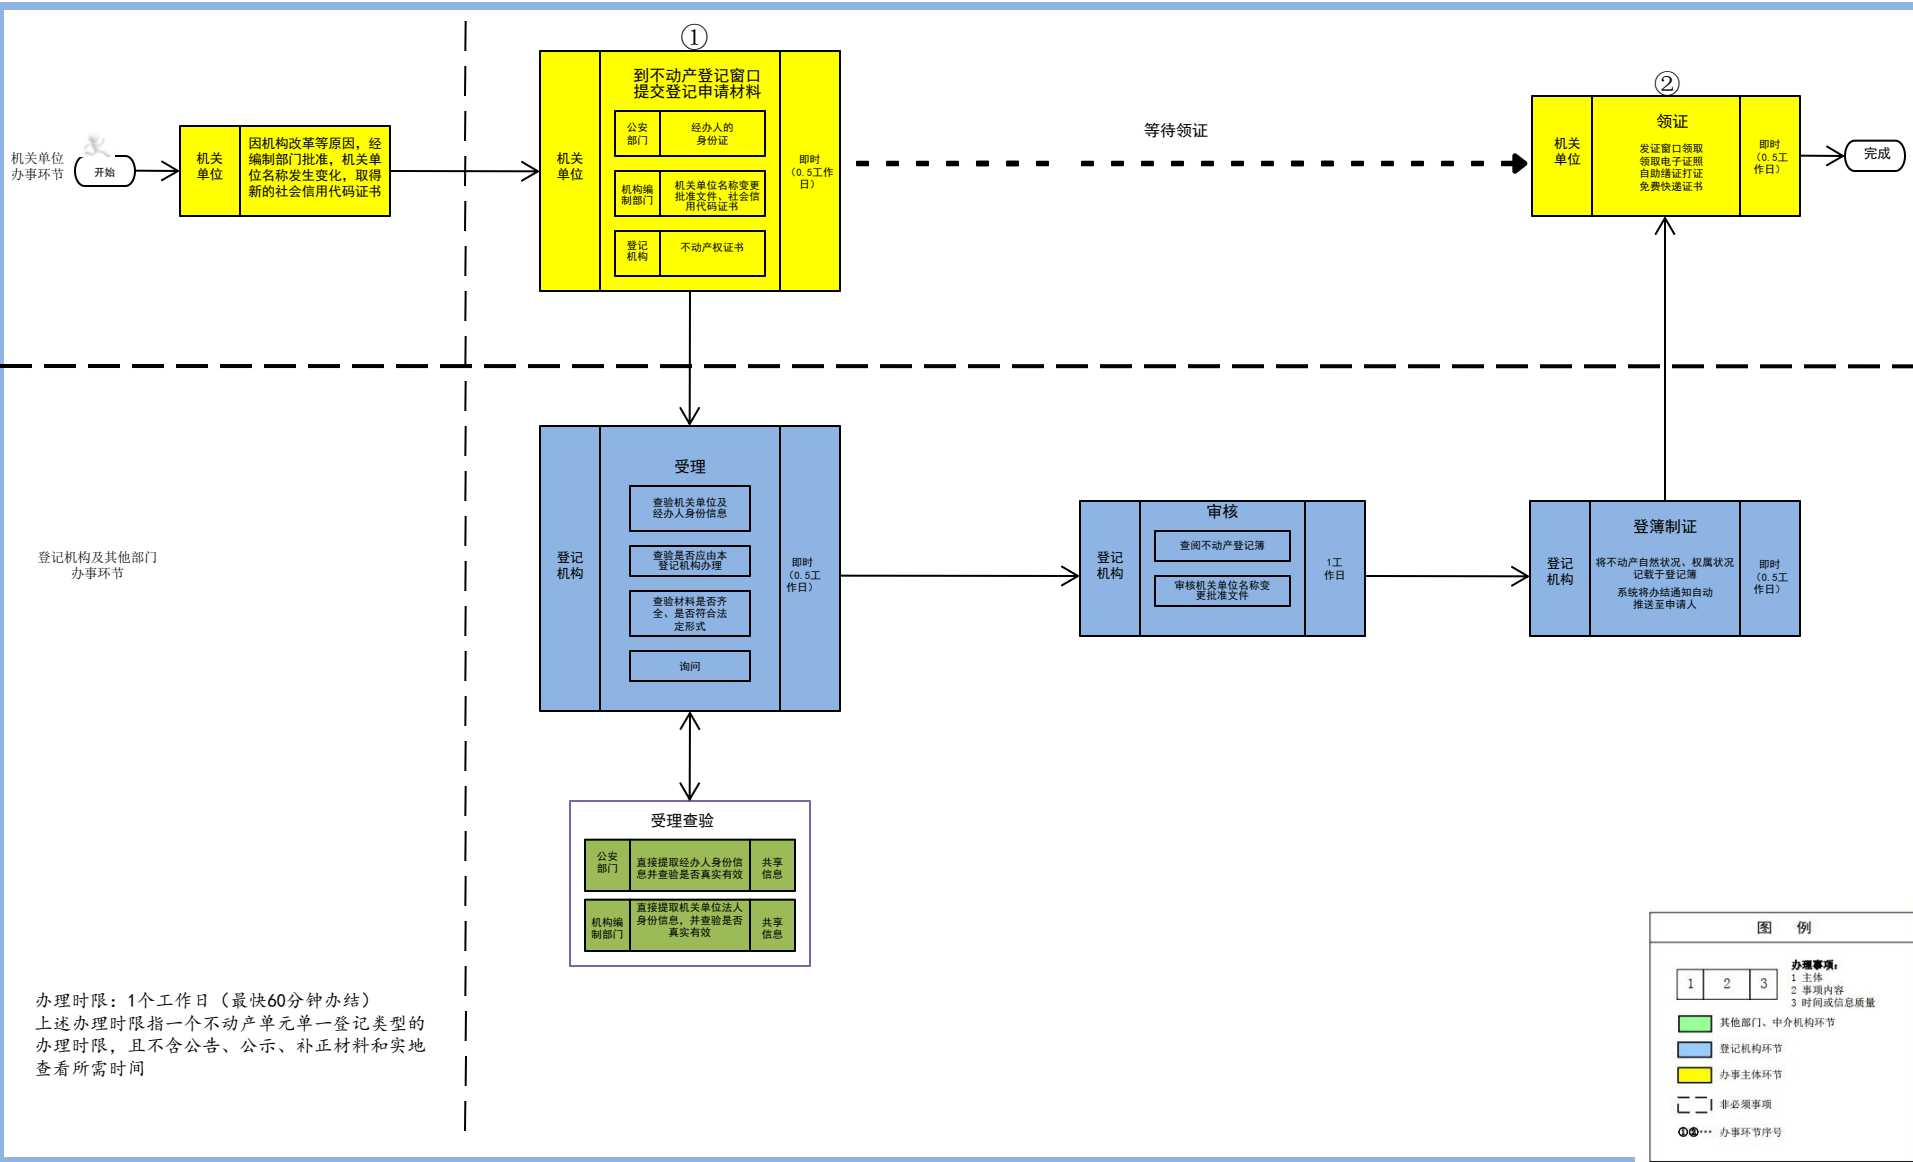 机关单位
办事环节
开始
机关
单位
因机构改革等原因，经
编制部门批准，机关单
位名称发生变化，取得
新的社会信用代码证书
①
机关
单位
到不动产登记窗口
提交登记申请材料
公安
部门
经办人的
身份证
机构编
制部门
机关单位名称变更
批准文件、社会信
用代码证书
登记
机构
不动产权证书
即时
（0.5工作
日）
等待领证
②
机关
单位
领证
发证窗口领取
领取电子证照
自助缮证打证
免费快递证书
即时
（0.5工
作日）
完成
登记机构及其他部门
办事环节
登记
机构
受理
查验机关单位及
经办人身份信息
查验是否应由本
登记机构办理
查验材料是否齐
全、是否符合法
定形式
询问
即时
（0.5工
作日）
登记
机构
审核
查阅不动产登记簿
审核机关单位名称变
更批准文件
1工
作日
登记
机构
登簿制证
将不动产自然状况、权属状况
记载于登记簿
系统将办结通知自动
推送至申请人
即时
（0.5工
作日）
受理查验
公安
部门
直接提取经办人身份信
息并查验是否真实有效
共享
信息
机构编
制部门
直接提取机关单位法人
身份信息，并查验是否
真实有效
共享
信息
办理时限：1个工作日（最快60分钟办结）
上述办理时限指一个不动产单元单一登记类型的
办理时限，且不含公告、公示、补正材料和实地
查看所需时间
图 例
1 2 3
办理事项：
1 主体
2 事项内容
3 时间或信息质量
其他部门、中介机构环节
登记机构环节
办事主体环节
非必须事项
①②… 办事环节序号